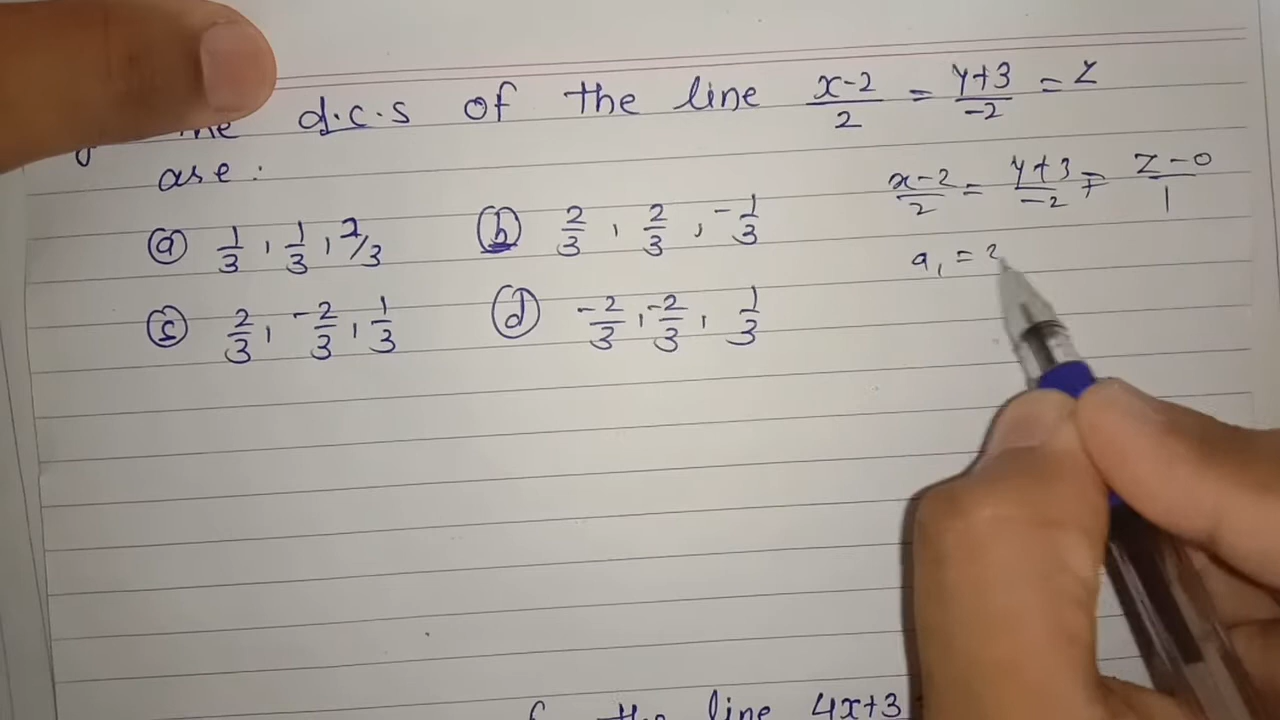 d.c.s of the line x-2/2 = y+3/-2 = z
are :
x-2/2 = y+3/-2 = z-0/1
(a) 1/3, 1/3, 2/3 (b) 2/3, 2/3, -1/3
a₁ = 2
(c) 2/3, -2/3, 1/3 (d) -2/3, -2/3, 1/3
the line 4x+3